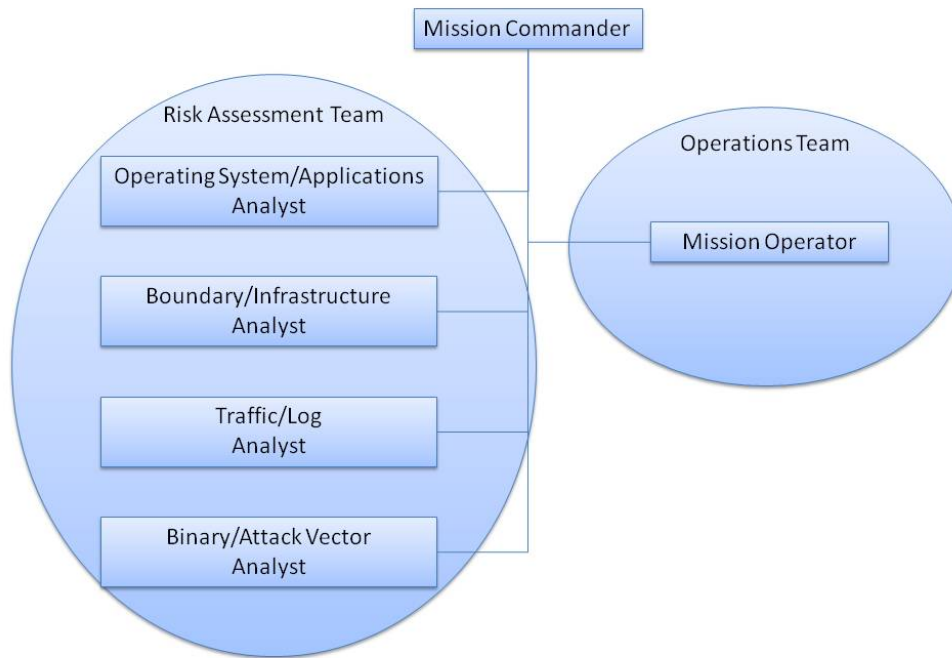 Mission Commander
Risk Assessment Team
Operating System/Applications
Analyst
Boundary/Infrastructure
Analyst
Traffic/Log
Analyst
Binary/Attack Vector
Analyst
Operations Team
Mission Operator